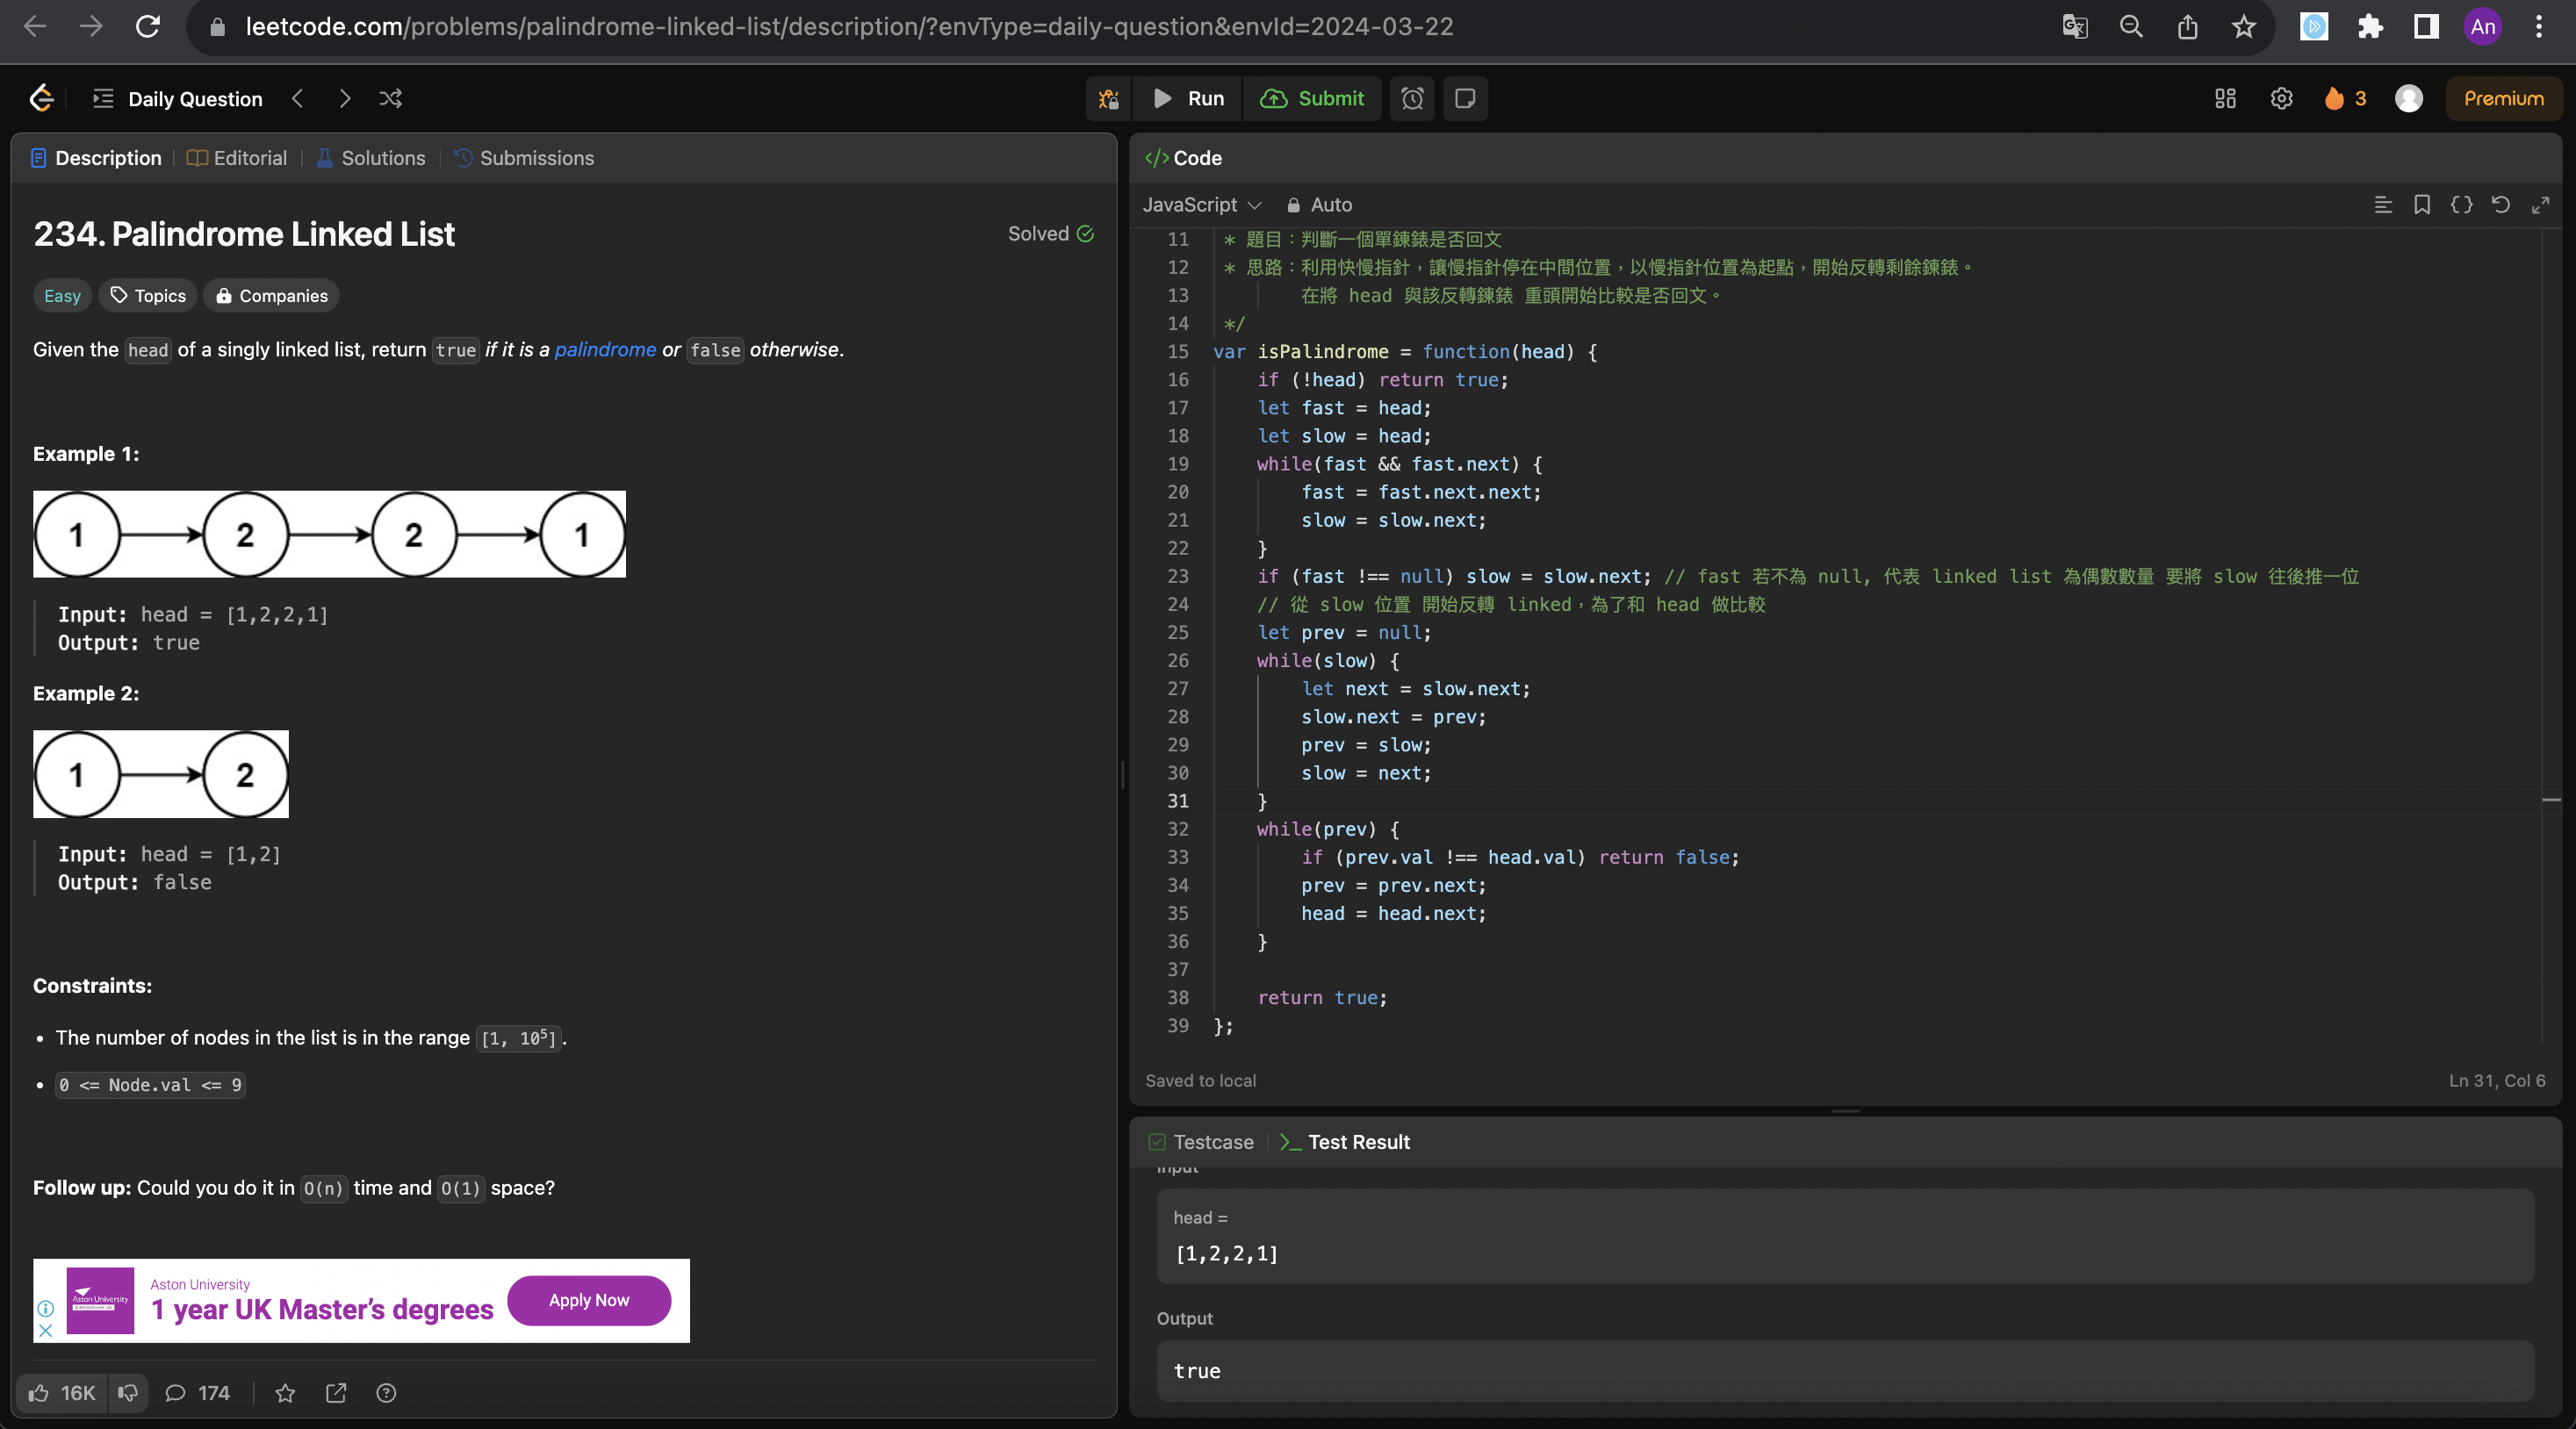 leetcode.com/problems/palindrome-linked-list/description/?envType=daily-question&envId=2024-03-22
An
Daily Question
Run
Submit
3
Premium
Description
Editorial
Solutions
Submissions
234. Palindrome Linked List
Solved
Easy
Topics
Companies
Given the head of a singly linked list, return true if it is a palindrome or false otherwise.
Example 1:
1 2 2 1
Input: head = [1,2,2,1]
Output: true
Example 2:
1 2
Input: head = [1,2]
Output: false
Constraints:
• The number of nodes in the list is in the range [1, 10⁵].
• 0 <= Node.val <= 9
Follow up: Could you do it in O(n) time and O(1) space?
Aston University
Aston University
1 year UK Master's degrees
Apply Now
16K
174
</> Code
JavaScript
Auto
11 * 題目：判斷一個單鍊錶是否回文
12 * 思路：利用快慢指針，讓慢指針停在中間位置，以慢指針位置為起點，開始反轉剩餘鍊錶。
13 在將 head 與該反轉鍊錶 重頭開始比較是否回文。
14 */
15 var isPalindrome = function(head) {
16 if (!head) return true;
17 let fast = head;
18 let slow = head;
19 while(fast && fast.next) {
20 fast = fast.next.next;
21 slow = slow.next;
22 }
23 if (fast !== null) slow = slow.next; // fast 若不為 null, 代表 linked list 為偶數數量 要將 slow 往後推一位
24 // 從 slow 位置 開始反轉 linked，為了和 head 做比較
25 let prev = null;
26 while(slow) {
27 let next = slow.next;
28 slow.next = prev;
29 prev = slow;
30 slow = next;
31 }
32 while(prev) {
33 if (prev.val !== head.val) return false;
34 prev = prev.next;
35 head = head.next;
36 }
37
38 return true;
39 };
Saved to local
Ln 31, Col 6
Testcase
Test Result
Input
head =
[1,2,2,1]
Output
true